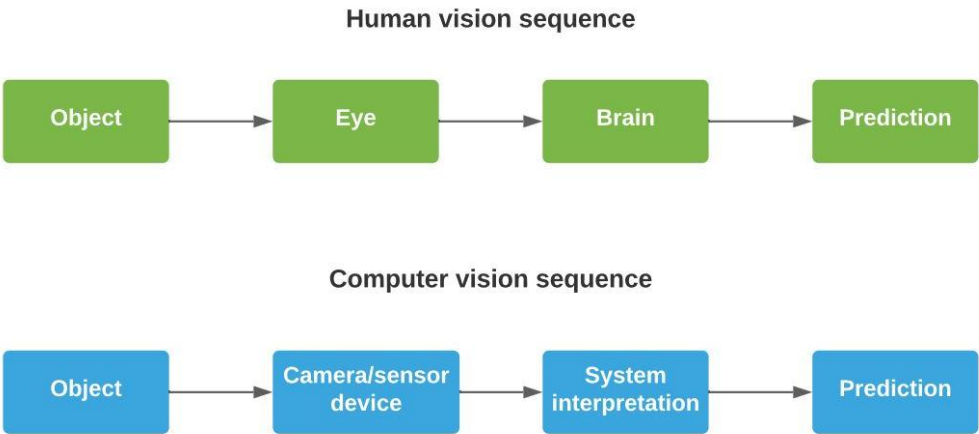 Human vision sequence
Object
Eye
Brain
Prediction
Computer vision sequence
Object
Camera/sensor
device
System
interpretation
Prediction